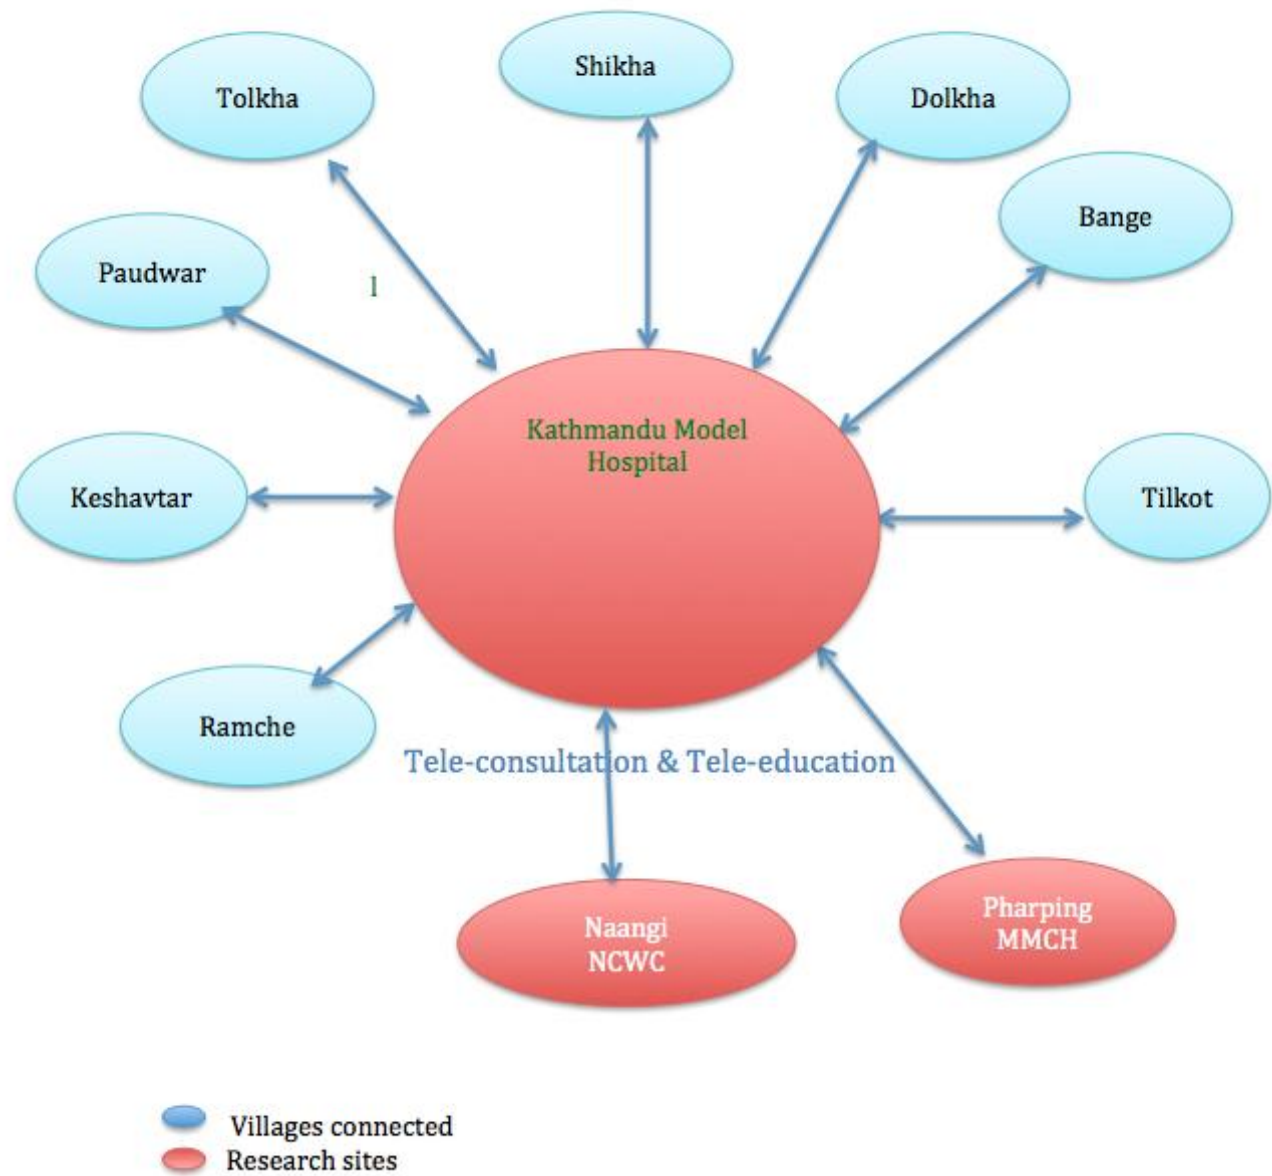 Shikha
Tolkha
Dolkha
Bange
Paudwar
l
Kathmandu Model
Hospital
Keshavtar
Tilkot
Ramche
Tele-consultation & Tele-education
Naangi
NCWC
Pharping
MMCH
Villages connected
Research sites